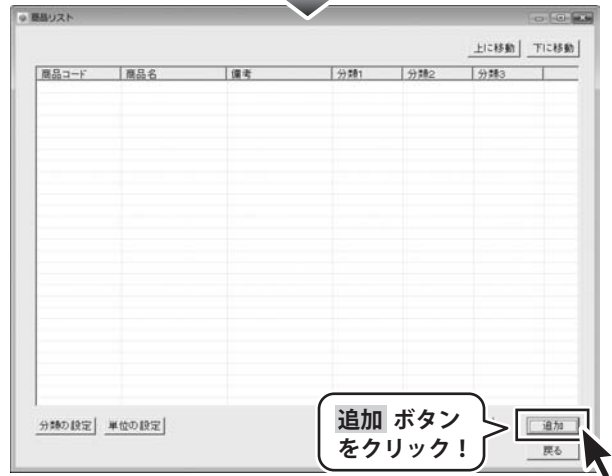 商品リスト
上に移動 下に移動
商品コード 商品名 備考 分類1 分類2 分類3
分類の設定 単位の設定
追加 ボタン
をクリック！
追加
戻る